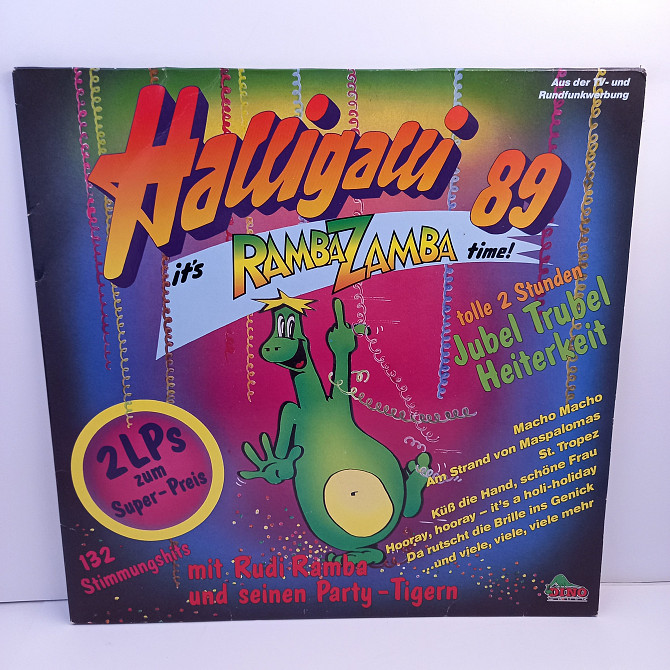 Aus der TV- und
Rundfunkwerbung
Halligalli 89
it's RAMBA ZAMBA time!
tolle 2 Stunden
Jubel Trubel
Heiterkeit
2 LPs
zum
Super-Preis
Macho Macho
Am Strand von Maspalomas
St. Tropez
Küß die Hand, schöne Frau
Hooray, hooray – it's a holi-holiday
Da rutscht die Brille ins Genick
...und viele, viele, viele mehr
132
Stimmungshits
mit Rudi Ramba
und seinen Party-Tigern
DINO